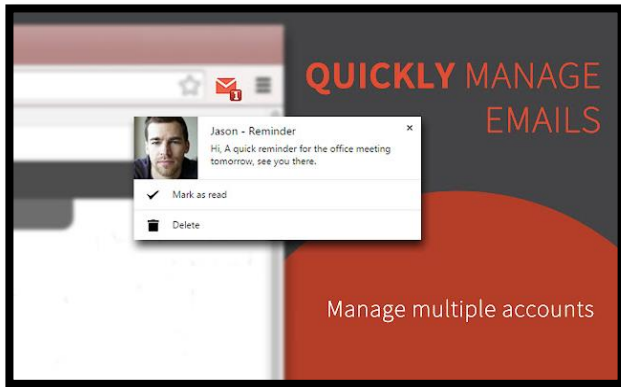 QUICKLY MANAGE
EMAILS
1
Jason - Reminder
×
Hi, A quick reminder for the office meeting
tomorrow, see you there.
Mark as read
Delete
Manage multiple accounts